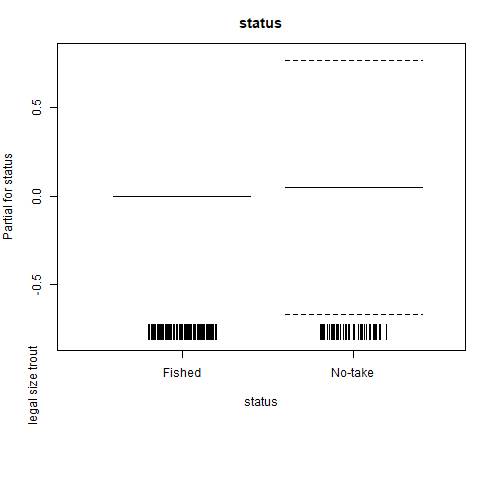 status
Partial for status
0.5
0.0
-0.5
legal size trout
Fished
No-take
status